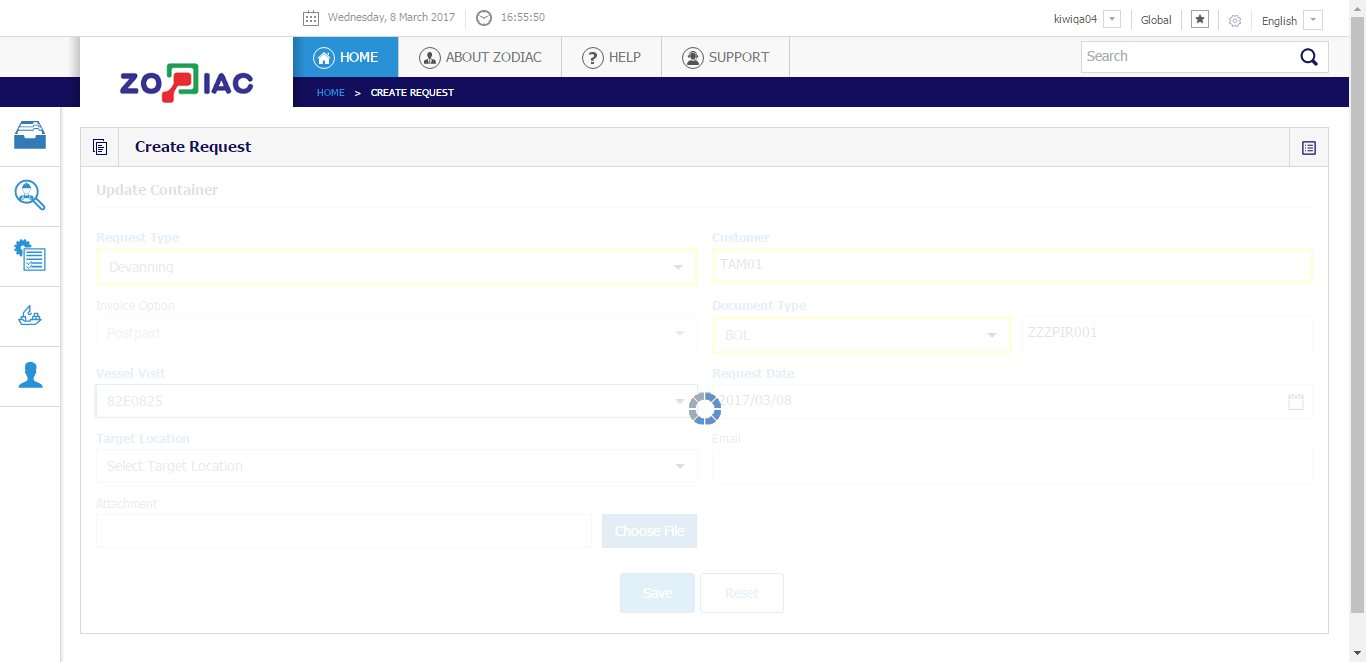 Wednesday, 8 March 2017 16:55:50 kiwiqa04 Global English
ZODIAC
HOME ABOUT ZODIAC HELP SUPPORT Search
HOME > CREATE REQUEST
Create Request
Update Container
Request Type Customer
Devanning TAM01
Invoice Option Document Type
Postpaid BOL ZZZPIR001
Vessel Visit Request Date
82E0825 2017/03/08
Target Location Email
Select Target Location
Attachment
Choose File
Save Reset